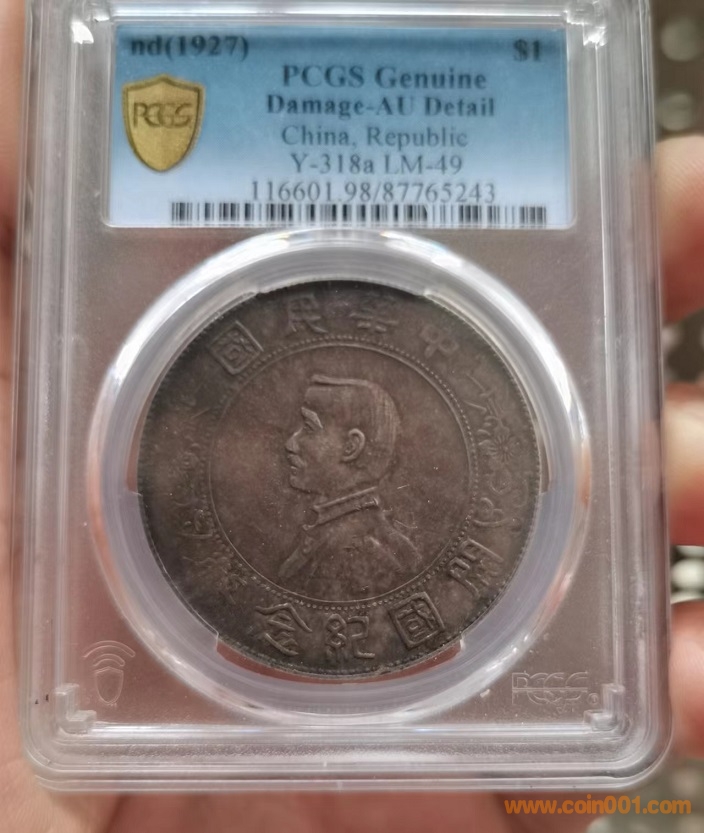 nd(1927) $1
PCGS Genuine
Damage-AU Detail
China, Republic
Y-318a LM-49
116601.98/87765243
PCGS
國民華中
幣
念紀國開
PCGS
www.coin001.com